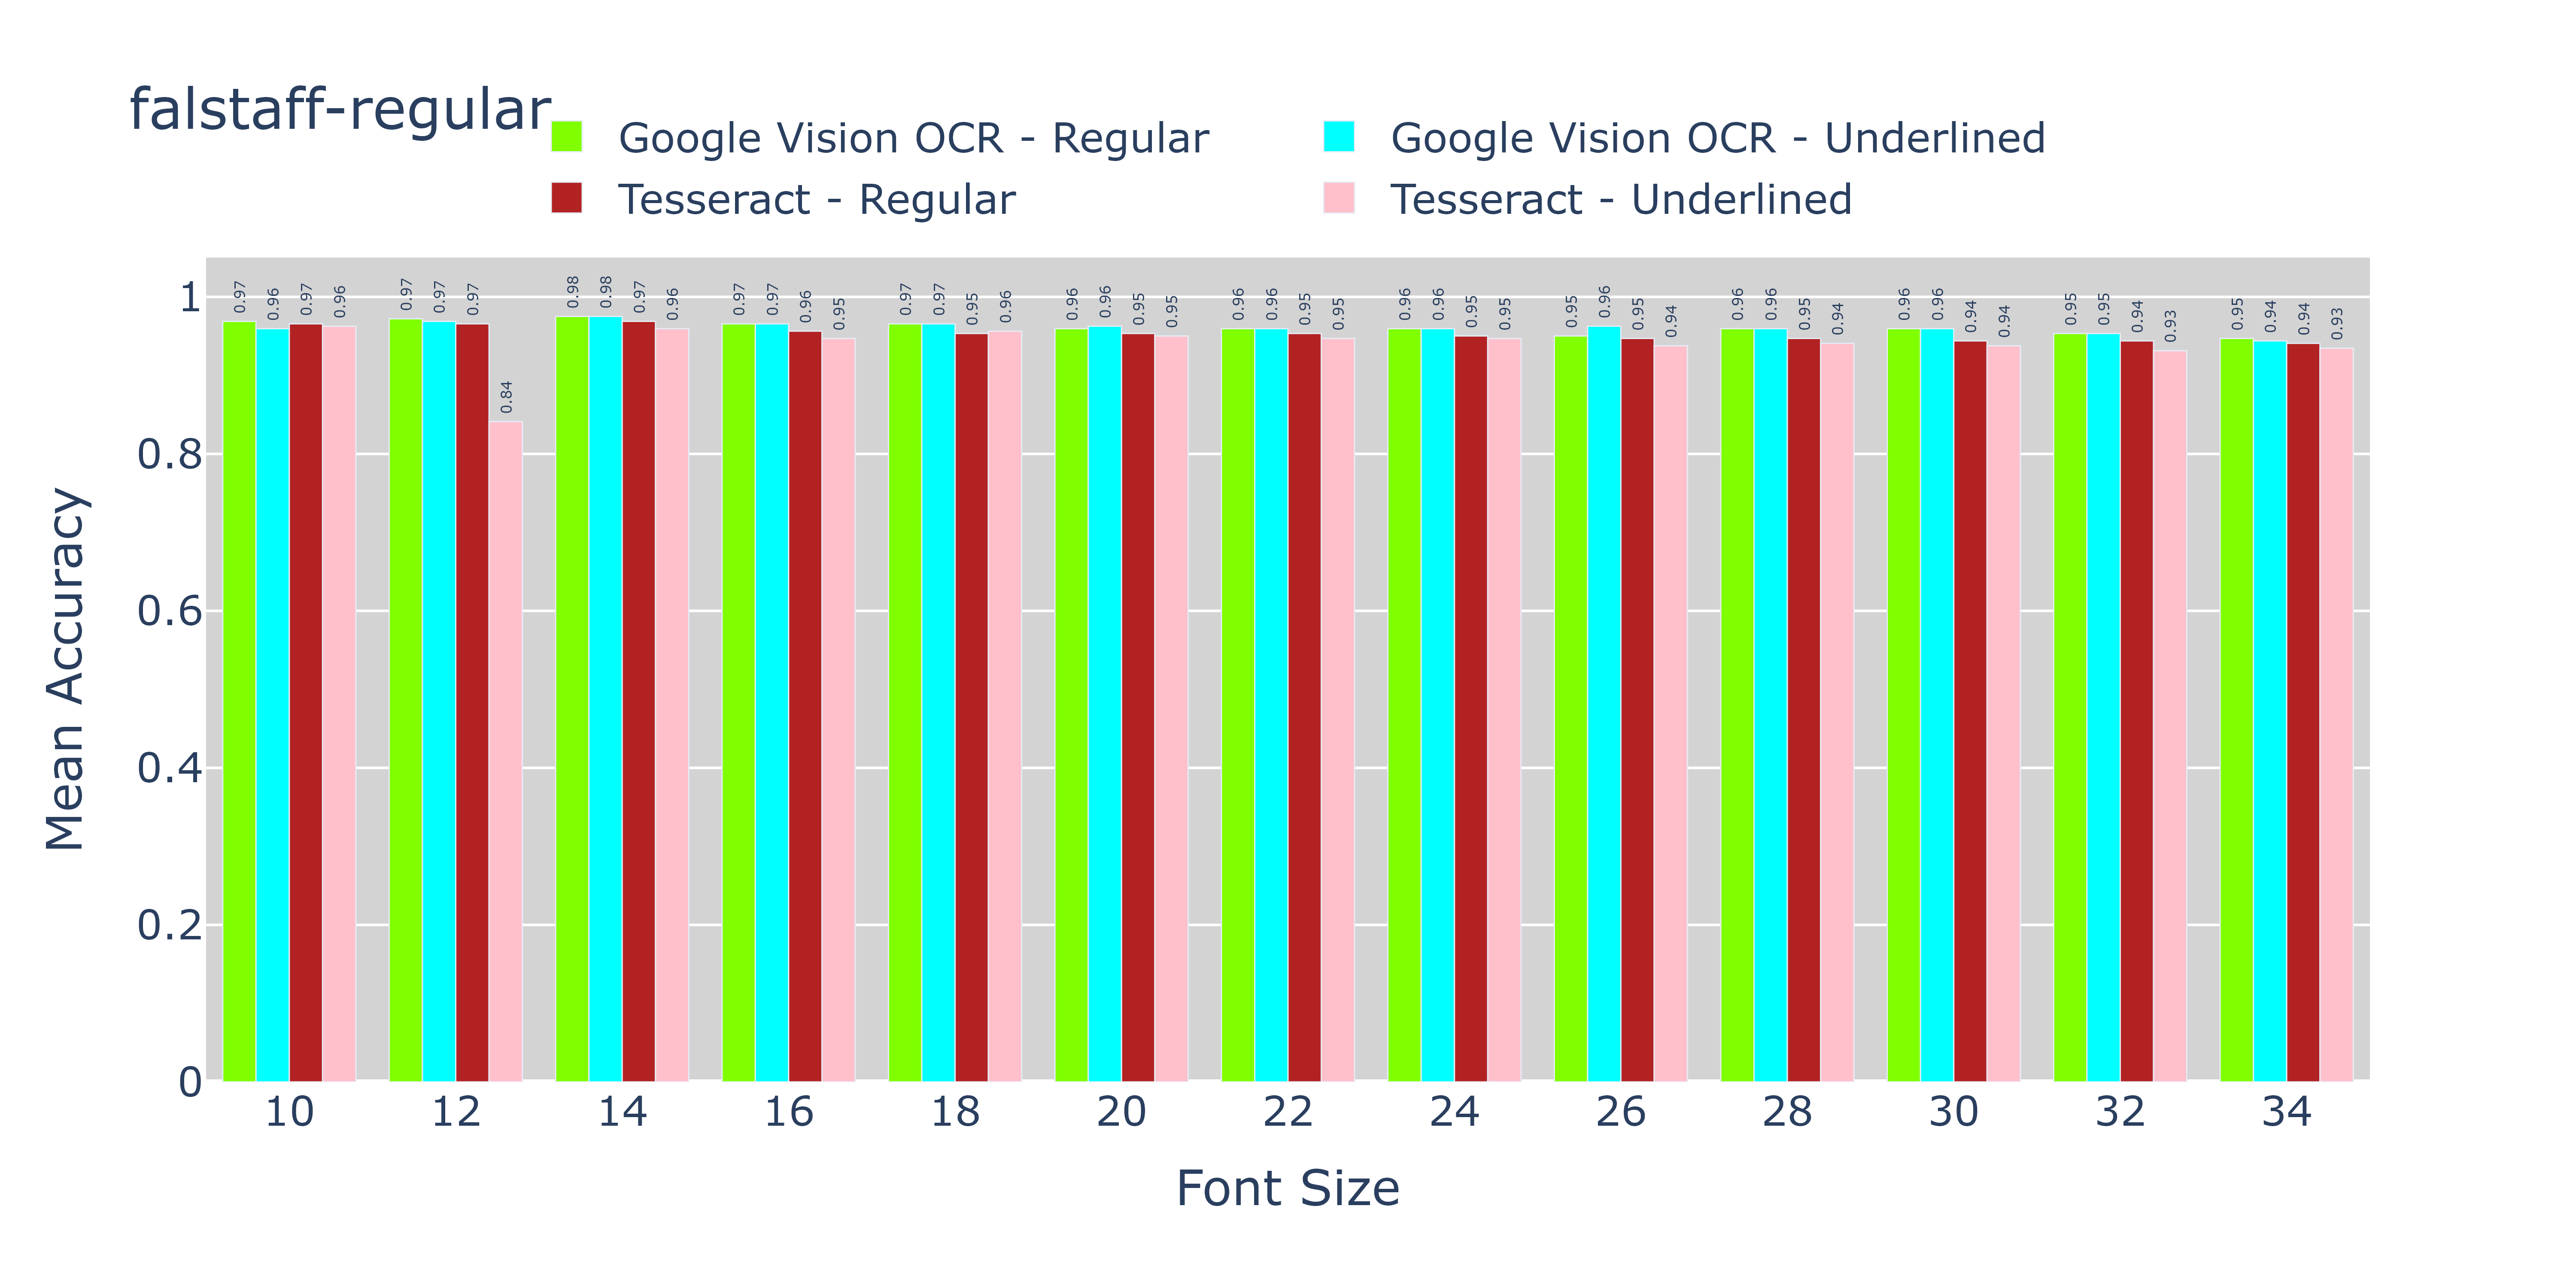 falstaff-regular
Google Vision OCR - Regular
Google Vision OCR - Underlined
Tesseract - Regular
Tesseract - Underlined
Mean Accuracy
1
0.8
0.6
0.4
0.2
0
0.97 0.96 0.97 0.96
0.97 0.97 0.97 0.84
0.98 0.98 0.97 0.96
0.97 0.97 0.96 0.95
0.97 0.97 0.95 0.96
0.96 0.96 0.95 0.95
0.96 0.96 0.95 0.95
0.96 0.96 0.95 0.95
0.95 0.96 0.95 0.94
0.96 0.96 0.95 0.94
0.96 0.96 0.94 0.94
0.95 0.95 0.94 0.93
0.95 0.94 0.94 0.93
10 12 14 16 18 20 22 24 26 28 30 32 34
Font Size